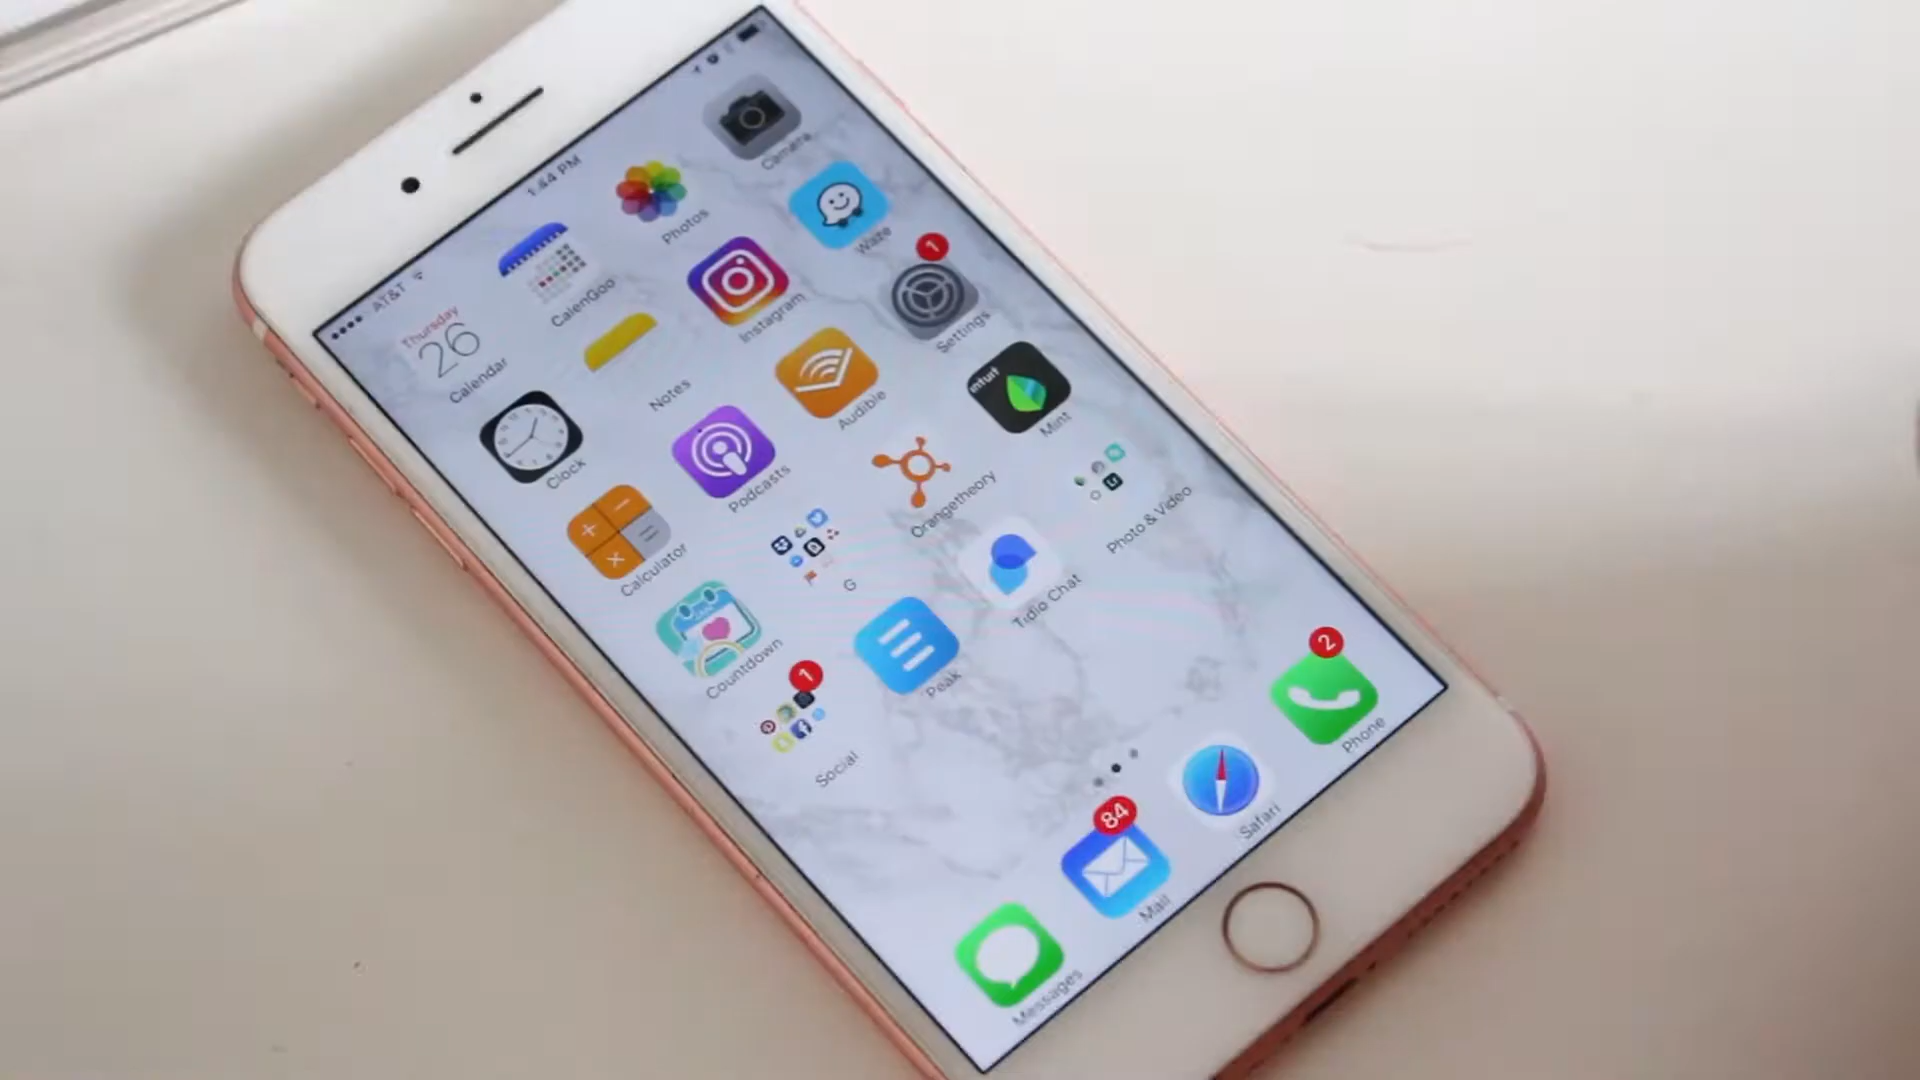 AT&T
1:44 PM
Thursday
26
Calendar
CalenGoo
Photos
Camera
Clock
Notes
Instagram
Waze
Calculator
Podcasts
Audible
1
Settings
Countdown
G
Orangetheory
intuit
Mint
1
Social
Peak
Tidio Chat
Photo & Video
Messages
84
Mail
Safari
2
Phone